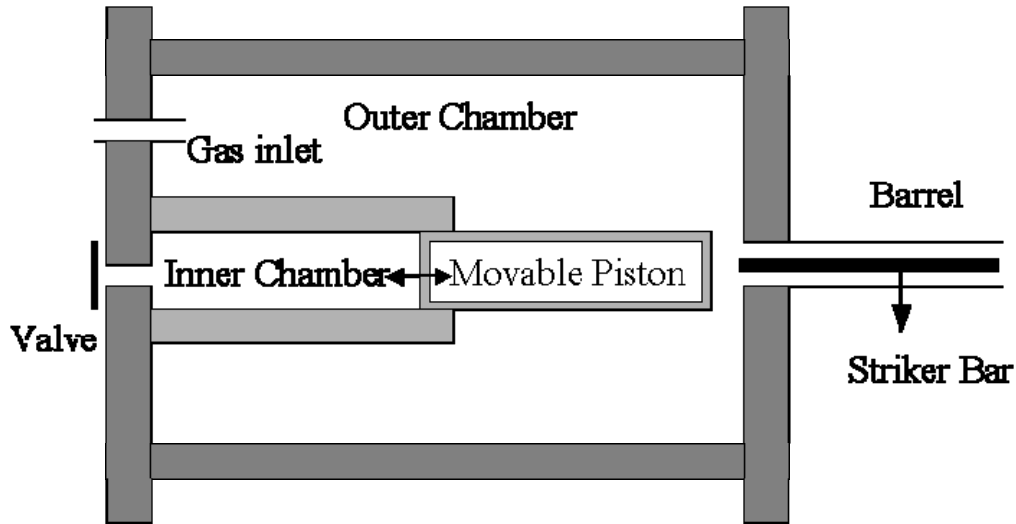 Outer Chamber
Gas inlet
Barrel
Inner Chamber
Movable Piston
Valve
Striker Bar